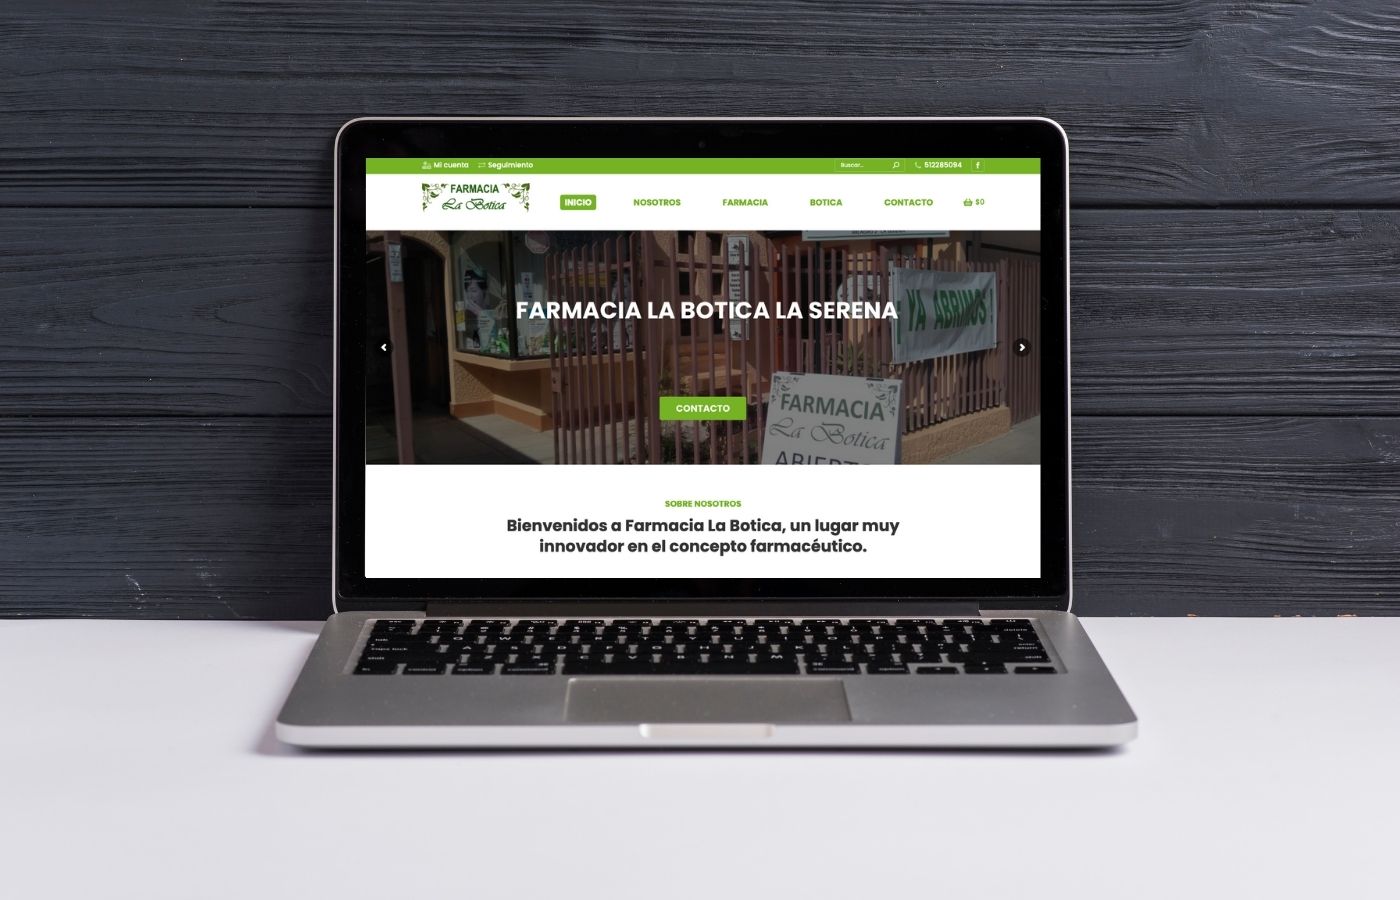 Mi cuenta Seguimiento Buscar... 512285094
FARMACIA
La Botica
INICIO NOSOTROS FARMACIA BOTICA CONTACTO $0
FARMACIA LA BOTICA LA SERENA
YA ABRIMOS
CONTACTO
FARMACIA
La Botica
SOBRE NOSOTROS
Bienvenidos a Farmacia La Botica, un lugar muy
innovador en el concepto farmacéutico.